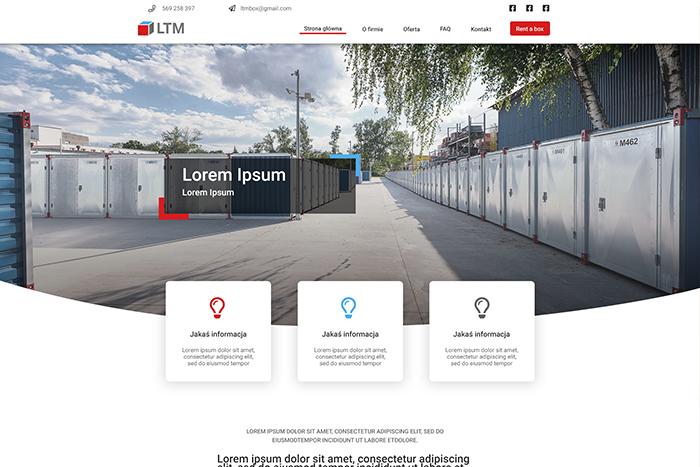 569 258 397
ltmbox@gmail.com
LTM
Strona główna
O firmie
Oferta
FAQ
Kontakt
Rent a box
M461
M462
Lorem Ipsum
Lorem Ipsum
Jakaś informacja
Lorem ipsum dolor sit amet,
consectetur adipiscing elit,
sed do eiusmod tempor
Jakaś informacja
Lorem ipsum dolor sit amet,
consectetur adipiscing elit,
sed do eiusmod tempor
Jakaś informacja
Lorem ipsum dolor sit amet,
consectetur adipiscing elit,
sed do eiusmod tempor
LOREM IPSUM DOLOR SIT AMET, CONSECTETUR ADIPISCING ELIT, SED DO
EIUSMODTEMPOR INCIDIDUNT UT LABORE ETDOLORE.
Lorem ipsum dolor sit amet, consectetur adipiscing
elit, sed do eiusmod tempor incididunt ut labore et